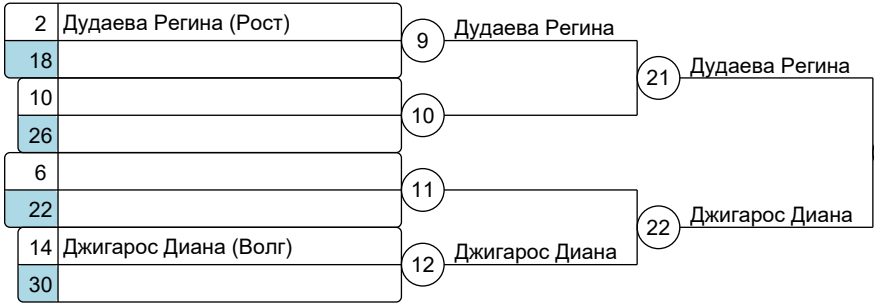 2 Дудаева Регина (Рост)
18
9 Дудаева Регина
10
26
10
21 Дудаева Регина
6
22
11
14 Джигарос Диана (Волг)
30
12 Джигарос Диана
22 Джигарос Диана